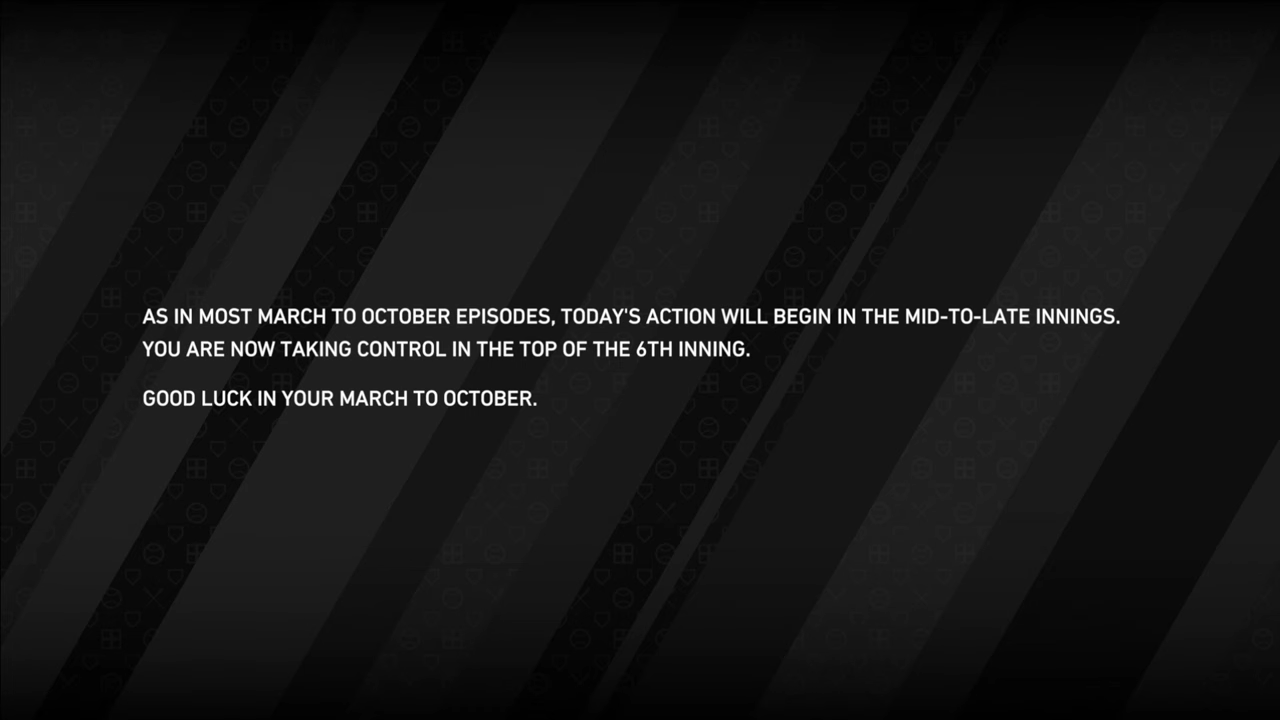 AS IN MOST MARCH TO OCTOBER EPISODES, TODAY'S ACTION WILL BEGIN IN THE MID-TO-LATE INNINGS.
YOU ARE NOW TAKING CONTROL IN THE TOP OF THE 6TH INNING.
GOOD LUCK IN YOUR MARCH TO OCTOBER.